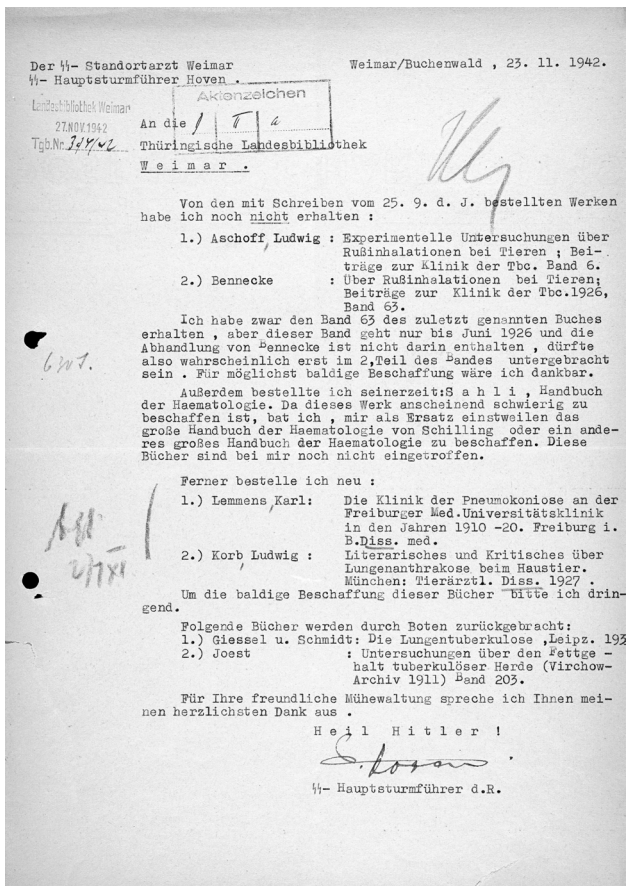 Der SS- Standortarzt Weimar
SS- Hauptsturmführer Hoven .
Weimar/Buchenwald , 23. 11. 1942.
Landesbibliothek Weimar
27. NOV. 1942
Tgb.Nr.
Aktenzeichen
An die
Thüringische Landesbibliothek
W e i m a r .
Von den mit Schreiben vom 25. 9. d. J. bestellten Werken
habe ich noch nicht erhalten :
1.) Aschoff, Ludwig : Experimentelle Untersuchungen über
Rußinhalationen bei Tieren ; Bei-
träge zur Klinik der Tbc. Band 6.
2.) Bennecke : Über Rußinhalationen bei Tieren;
Beiträge zur Klinik der Tbc.1926,
Band 63.
Ich habe zwar den Band 63 des zuletzt genannten Buches
erhalten , aber dieser Band geht nur bis Juni 1926 und die
Abhandlung von Bennecke ist nicht darin enthalten , dürfte
also wahrscheinlich erst im 2,Teil des Bandes untergebracht
sein . Für möglichst baldige Beschaffung wäre ich dankbar.
Außerdem bestellte ich seinerzeit:S a h l i , Handbuch
der Haematologie. Da dieses Werk anscheinend schwierig zu
beschaffen ist, bat ich , mir als Ersatz einstweilen das
große Handbuch der Haematologie von Schilling oder ein ande-
res großes Handbuch der Haematologie zu beschaffen. Diese
Bücher sind bei mir noch nicht eingetroffen.
Ferner bestelle ich neu :
1.) Lemmens, Karl: Die Klinik der Pneumokoniose an der
Freiburger Med.Universitätsklinik
in den Jahren 1910 -20. Freiburg i.
B.Diss. med.
2.) Korb, Ludwig : Literarisches und Kritisches über
Lungenanthrakose beim Haustier.
München: Tierärztl. Diss. 1927 .
Um die baldige Beschaffung dieser Bücher bitte ich drin-
gend.
Folgende Bücher werden durch Boten zurückgebracht:
1.) Giessel u. Schmidt: Die Lungentuberkulose ,Leipz. 193
2.) Joest : Untersuchungen über den Fettge -
halt tuberkulöser Herde (Virchow-
Archiv 1911) Band 203.
Für Ihre freundliche Mühewaltung spreche ich Ihnen mei-
nen herzlichsten Dank aus .
H e i l H i t l e r !
SS- Hauptsturmführer d.R.